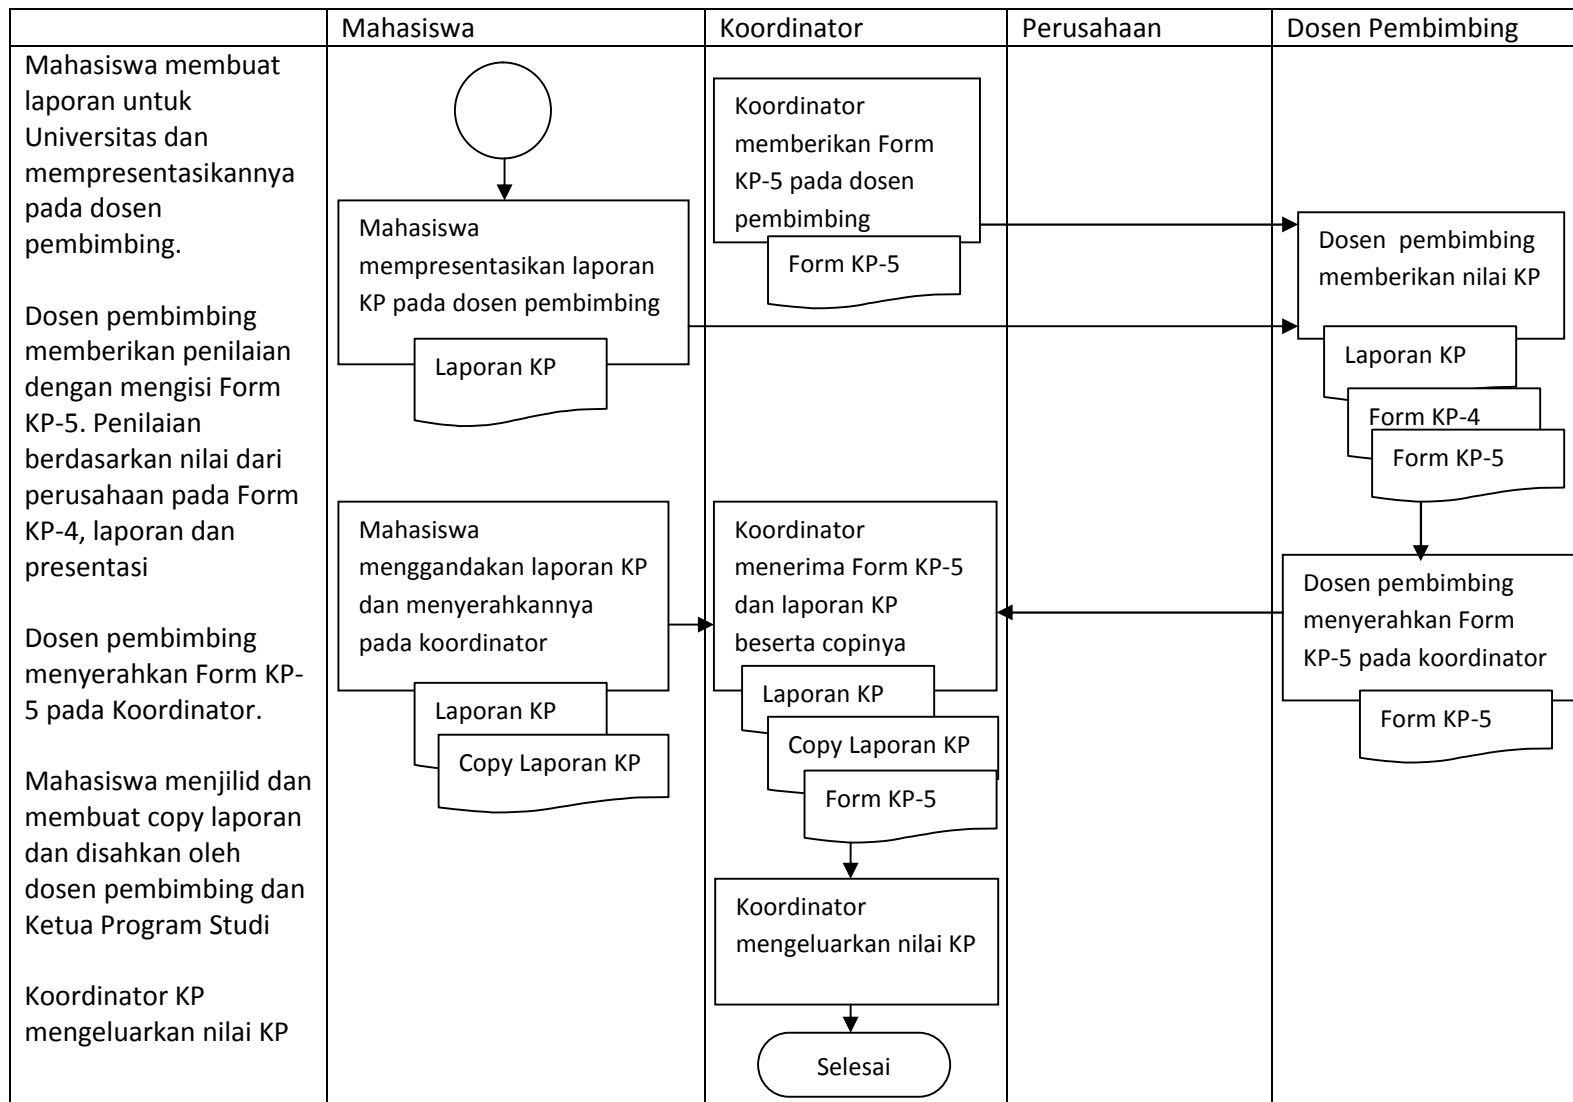 Mahasiswa
Koordinator
Perusahaan
Dosen Pembimbing
Mahasiswa membuat
laporan untuk
Universitas dan
mempresentasikannya
pada dosen
pembimbing.
Dosen pembimbing
memberikan penilaian
dengan mengisi Form
KP-5. Penilaian
berdasarkan nilai dari
perusahaan pada Form
KP-4, laporan dan
presentasi
Dosen pembimbing
menyerahkan Form KP-
5 pada Koordinator.
Mahasiswa menjilid dan
membuat copy laporan
dan disahkan oleh
dosen pembimbing dan
Ketua Program Studi
Koordinator KP
mengeluarkan nilai KP
Mahasiswa
mempresentasikan laporan
KP pada dosen pembimbing
Laporan KP
Mahasiswa
menggandakan laporan KP
dan menyerahkannya
pada koordinator
Laporan KP
Copy Laporan KP
Koordinator
memberikan Form
KP-5 pada dosen
pembimbing
Form KP-5
Koordinator
menerima Form KP-5
dan laporan KP
beserta copinya
Laporan KP
Copy Laporan KP
Form KP-5
Koordinator
mengeluarkan nilai KP
Selesai
Dosen pembimbing
memberikan nilai KP
Laporan KP
Form KP-4
Form KP-5
Dosen pembimbing
menyerahkan Form
KP-5 pada koordinator
Form KP-5